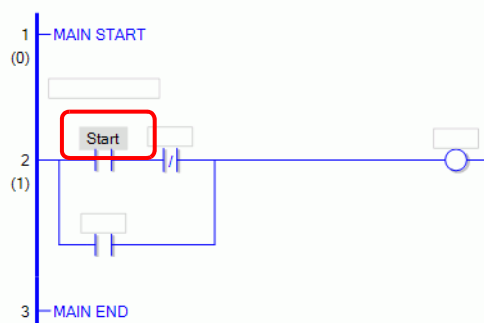 1 MAIN START
(0)
Start
2
(1)
3 MAIN END